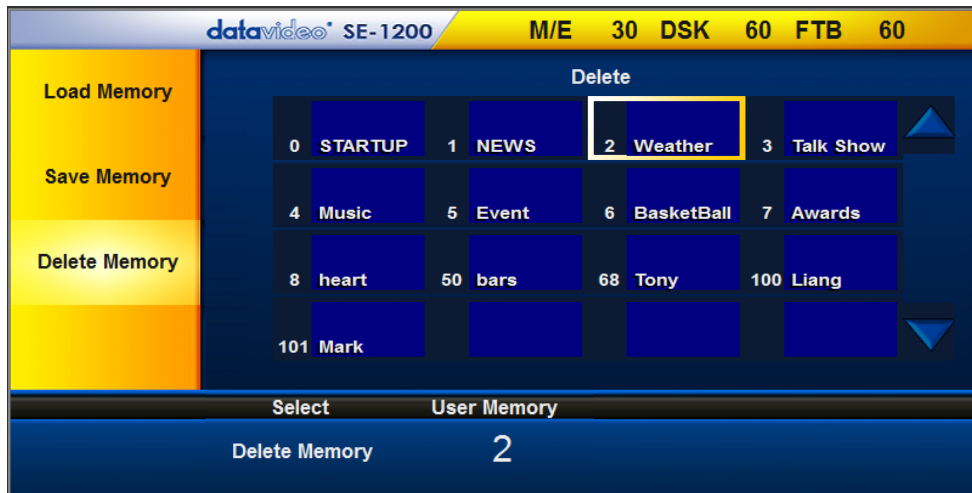 datavideo SE-1200 M/E 30 DSK 60 FTB 60
Load Memory
Save Memory
Delete Memory
Delete
0 STARTUP 1 NEWS 2 Weather 3 Talk Show
4 Music 5 Event 6 BasketBall 7 Awards
8 heart 50 bars 68 Tony 100 Liang
101 Mark
Select User Memory
Delete Memory 2